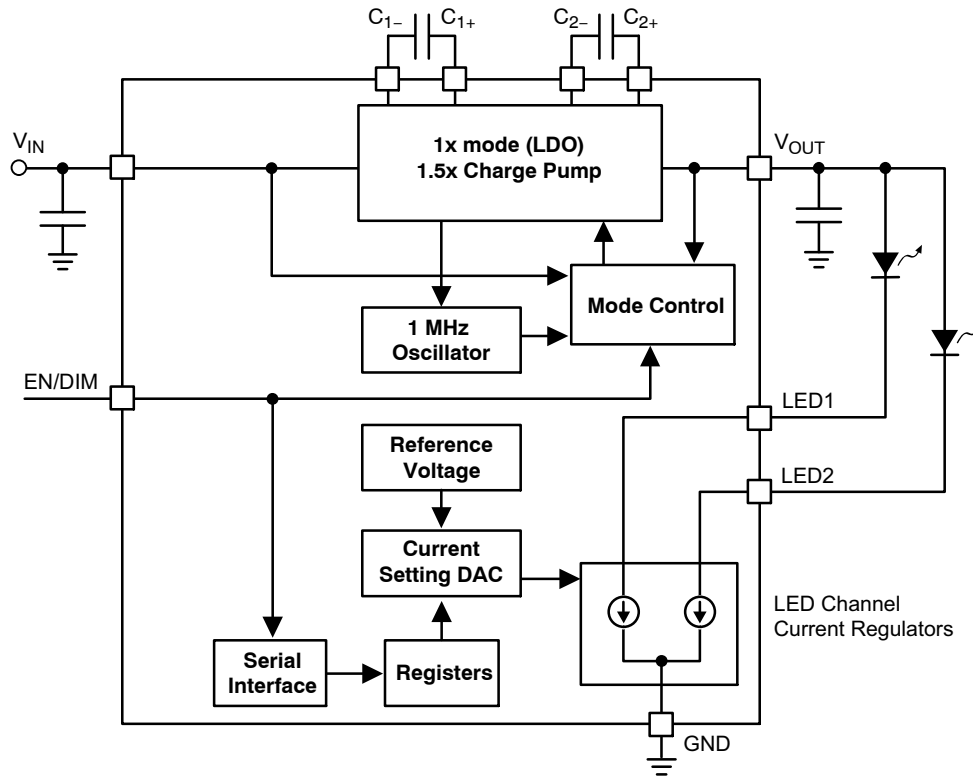 C1− C1+ C2− C2+
VIN
1x mode (LDO)
1.5x Charge Pump
VOUT
Mode Control
1 MHz
Oscillator
EN/DIM
LED1
Reference
Voltage
LED2
Current
Setting DAC
LED Channel
Current Regulators
Serial
Interface
Registers
GND